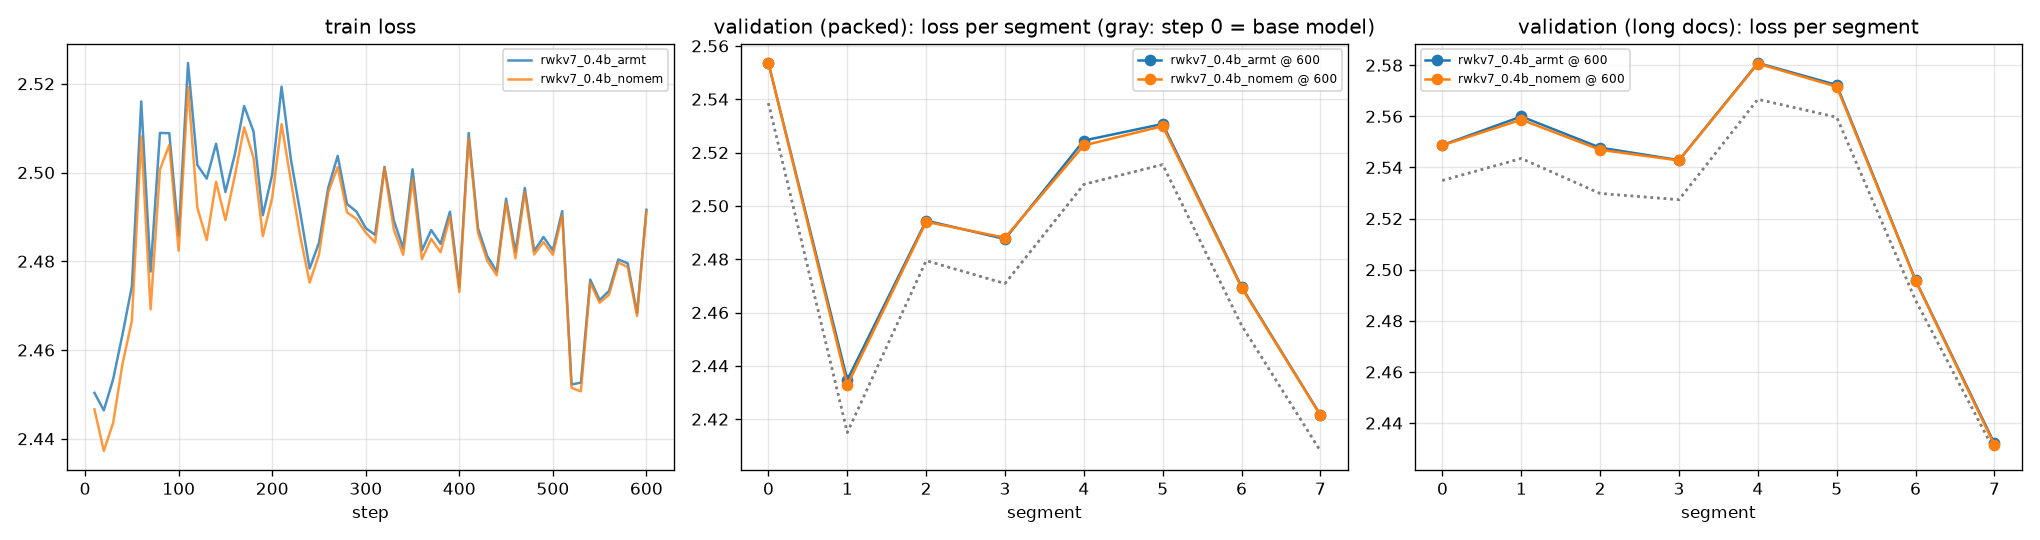 train loss
rwkv7_0.4b_armt
rwkv7_0.4b_nomem
2.52
2.50
2.48
2.46
2.44
0 100 200 300 400 500 600
step
validation (packed): loss per segment (gray: step 0 = base model)
rwkv7_0.4b_armt @ 600
rwkv7_0.4b_nomem @ 600
2.56
2.54
2.52
2.50
2.48
2.46
2.44
2.42
0 1 2 3 4 5 6 7
segment
validation (long docs): loss per segment
rwkv7_0.4b_armt @ 600
rwkv7_0.4b_nomem @ 600
2.58
2.56
2.54
2.52
2.50
2.48
2.46
2.44
0 1 2 3 4 5 6 7
segment